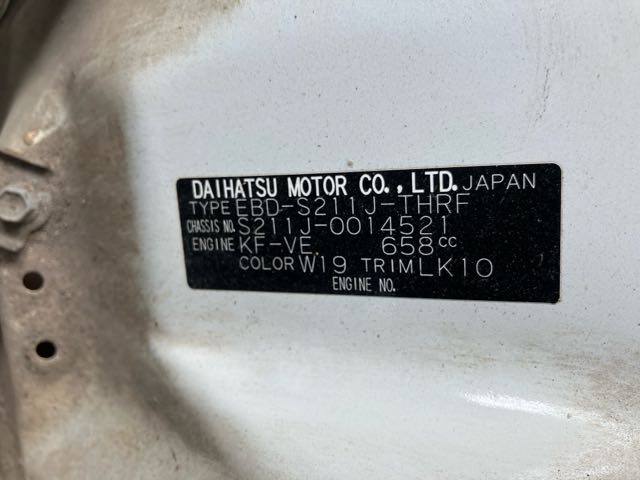 DAIHATSU MOTOR CO., LTD. JAPAN
TYPE EBD-S211J-THRF
CHASSIS NO. S211J-0014521
ENGINE KF-VE 658cc
COLOR W19 TRIM LK10
ENGINE NO.